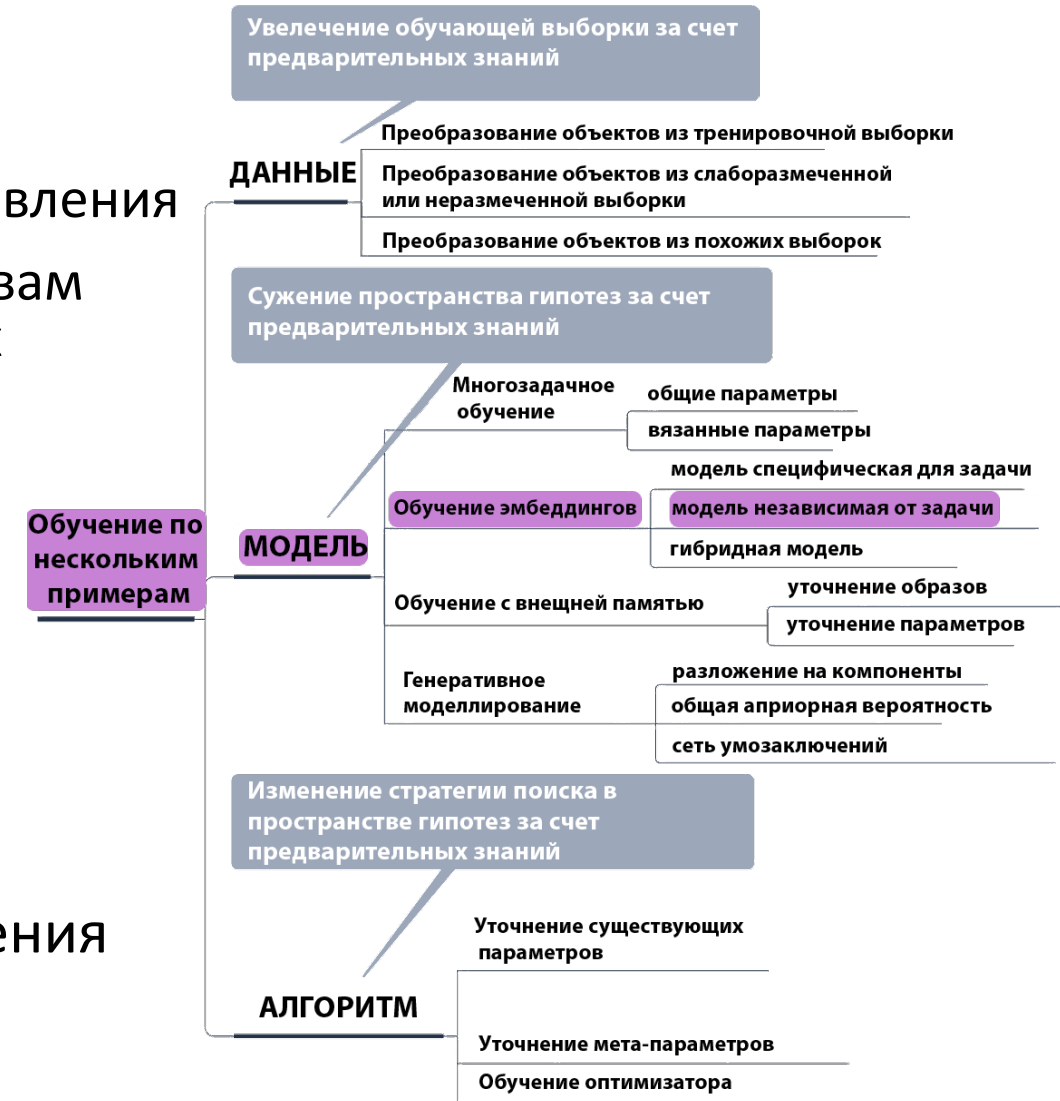 Увелечение обучающей выборки за счет
предварительных знаний
Преобразование объектов из тренировочной выборки
ДАННЫЕ
Преобразование объектов из слаборазмеченной
или неразмеченной выборки
Преобразование объектов из похожих выборок
вления
вам
Сужение пространства гипотез за счет
предварительных знаний
Многозадачное
обучение
общие параметры
вязанные параметры
модель специфическая для задачи
Обучение эмбеддингов
модель независимая от задачи
гибридная модель
Обучение по
нескольким
примерам
МОДЕЛЬ
Обучение с внещней памятью
уточнение образов
уточнение параметров
Генеративное
моделлирование
разложение на компоненты
общая априорная вероятность
сеть умозаключений
Изменение стратегии поиска в
пространстве гипотез за счет
предварительных знаний
ения
Уточнение существующих
параметров
АЛГОРИТМ
Уточнение мета-параметров
Обучение оптимизатора